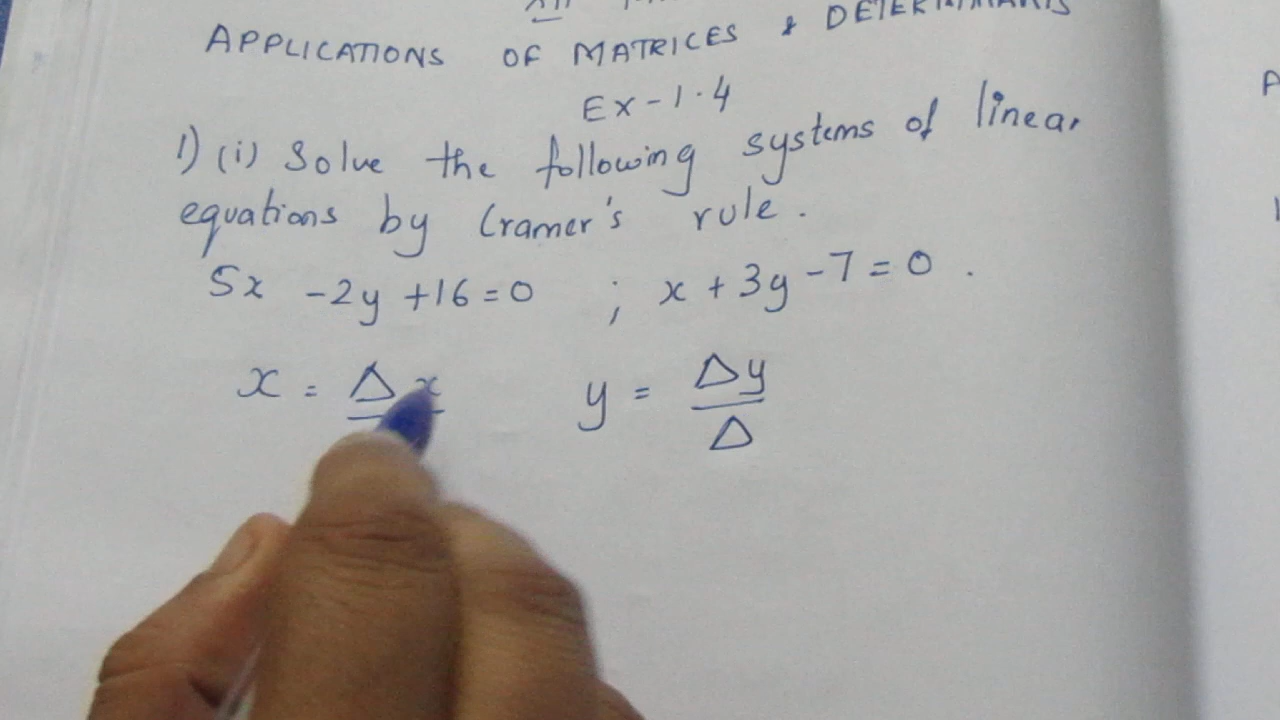 APPLICATIONS OF MATRICES & DETERMINANTS
Ex-1.4
1) (i) Solve the following systems of linear
equations by Cramer's rule.
5x -2y +16=0 ; x+3y-7=0.
x = Δx y = Δy/Δ